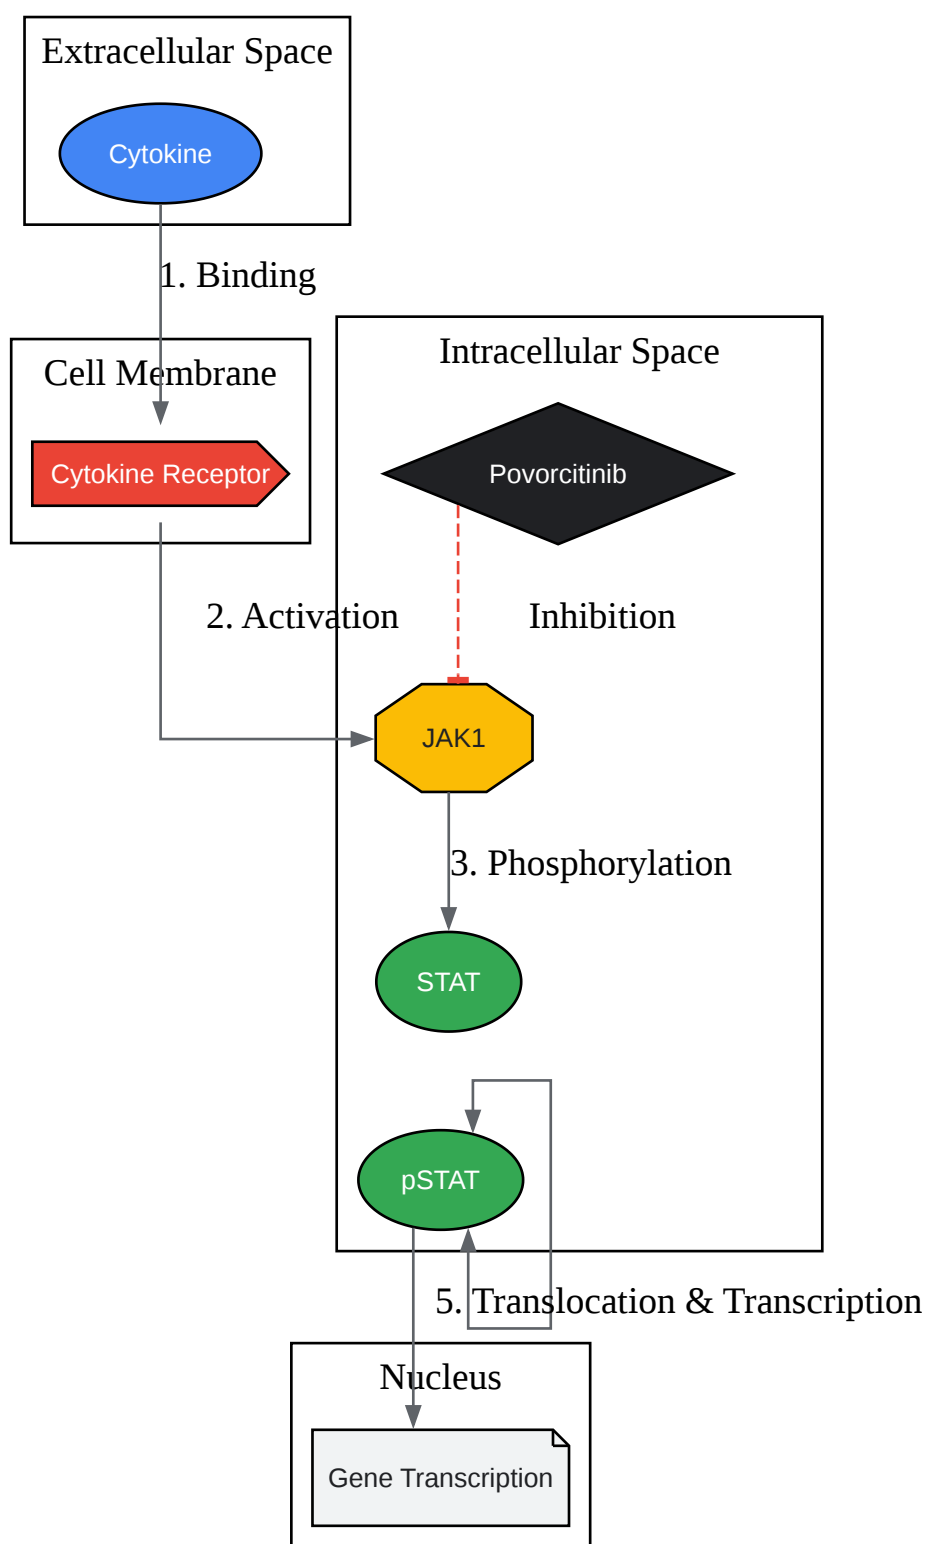 Extracellular Space
Cytokine
1. Binding
Cell Membrane
Cytokine Receptor
Intracellular Space
Povorcitinib
2. Activation
Inhibition
JAK1
3. Phosphorylation
STAT
pSTAT
5. Translocation & Transcription
Nucleus
Gene Transcription